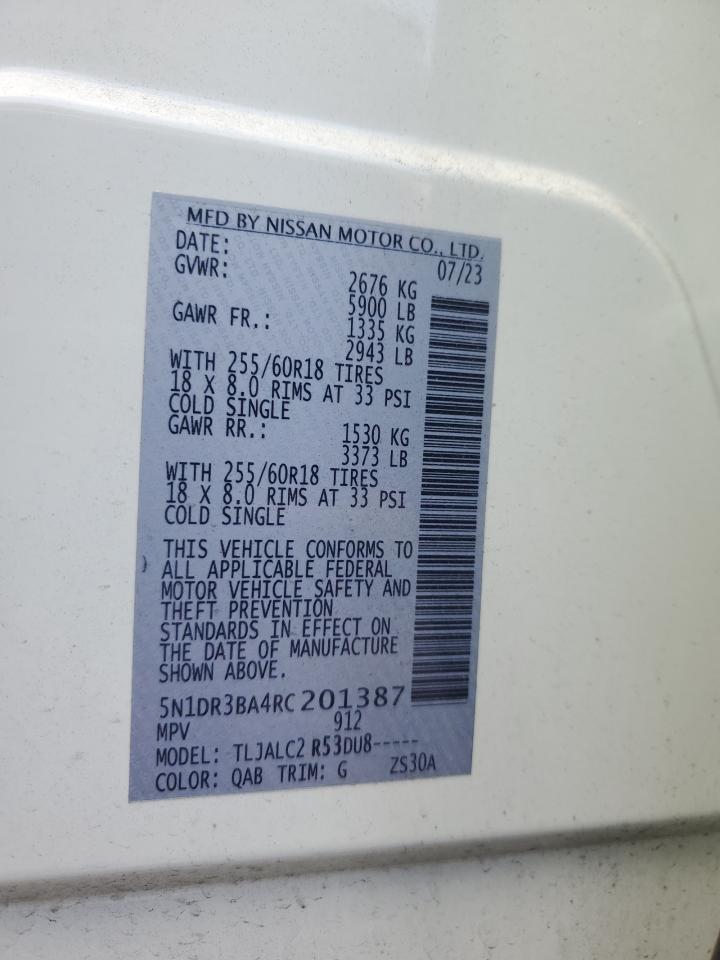 MFD BY NISSAN MOTOR CO., LTD.
DATE: 07/23
GVWR: 2676 KG
5900 LB
GAWR FR.: 1335 KG
2943 LB
WITH 255/60R18 TIRES
18 X 8.0 RIMS AT 33 PSI
COLD SINGLE
GAWR RR.: 1530 KG
3373 LB
WITH 255/60R18 TIRES
18 X 8.0 RIMS AT 33 PSI
COLD SINGLE
THIS VEHICLE CONFORMS TO
ALL APPLICABLE FEDERAL
MOTOR VEHICLE SAFETY AND
THEFT PREVENTION
STANDARDS IN EFFECT ON
THE DATE OF MANUFACTURE
SHOWN ABOVE.
5N1DR3BA4RC201387
MPV 912
MODEL: TLJALC2 R53DU8-----
COLOR: QAB TRIM: G ZS30A